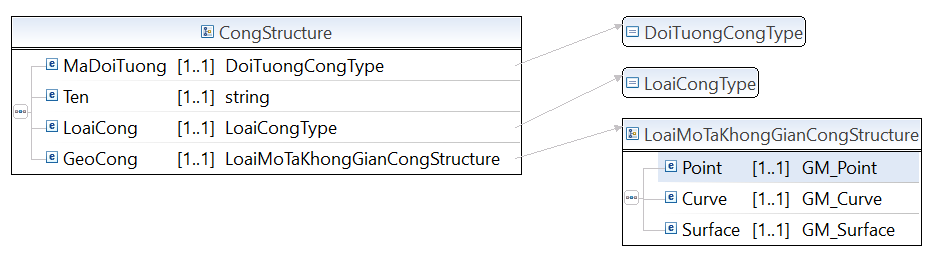 CongStructure
MaDoiTuong [1..1] DoiTuongCongType
Ten [1..1] string
LoaiCong [1..1] LoaiCongType
GeoCong [1..1] LoaiMoTaKhongGianCongStructure
DoiTuongCongType
LoaiCongType
LoaiMoTaKhongGianCongStructure
Point [1..1] GM_Point
Curve [1..1] GM_Curve
Surface [1..1] GM_Surface